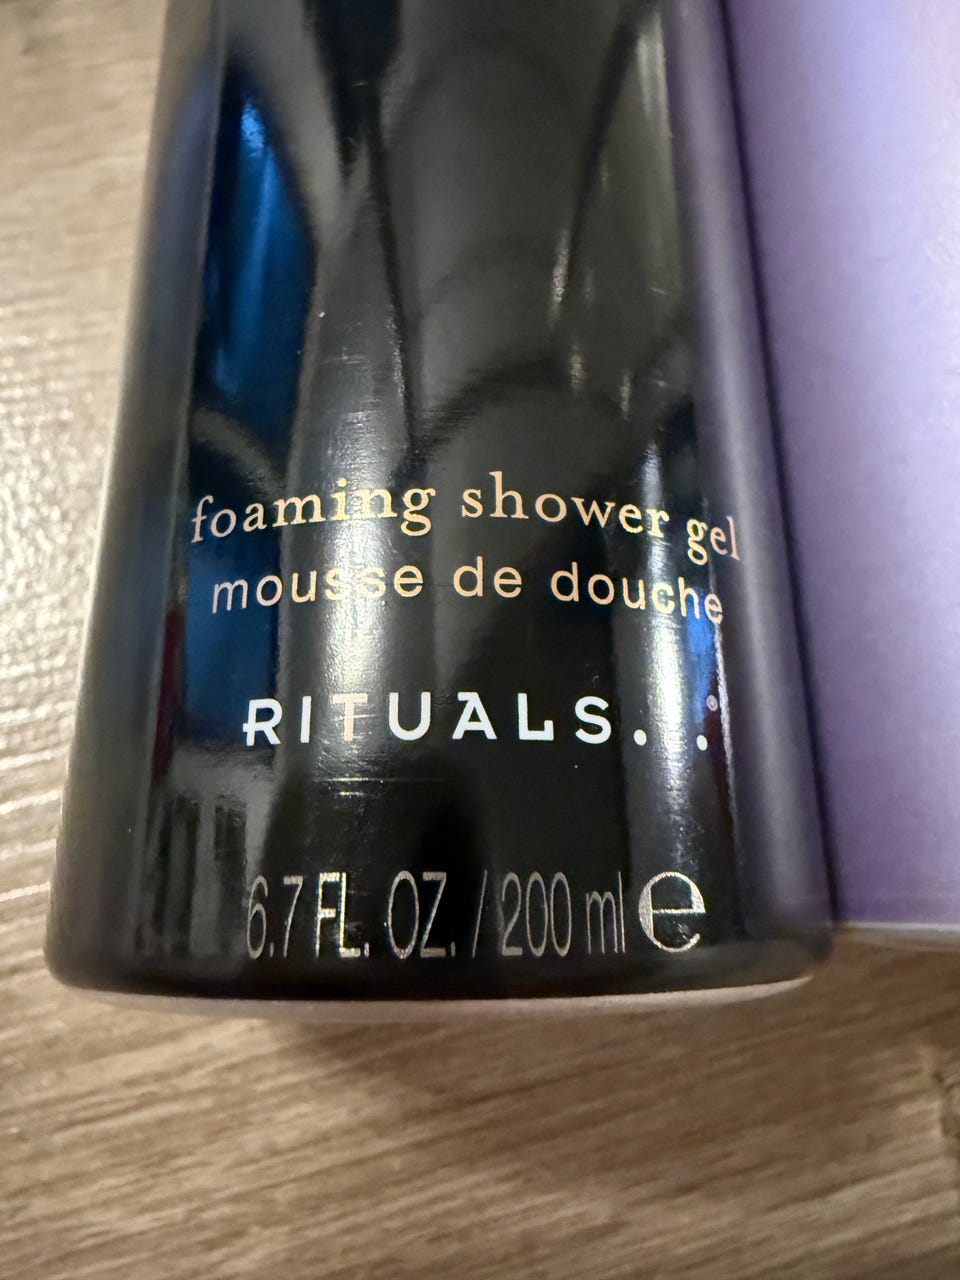 foaming shower gel
mousse de douche
RITUALS. . .®
6.7 FL. OZ. / 200 ml ℮